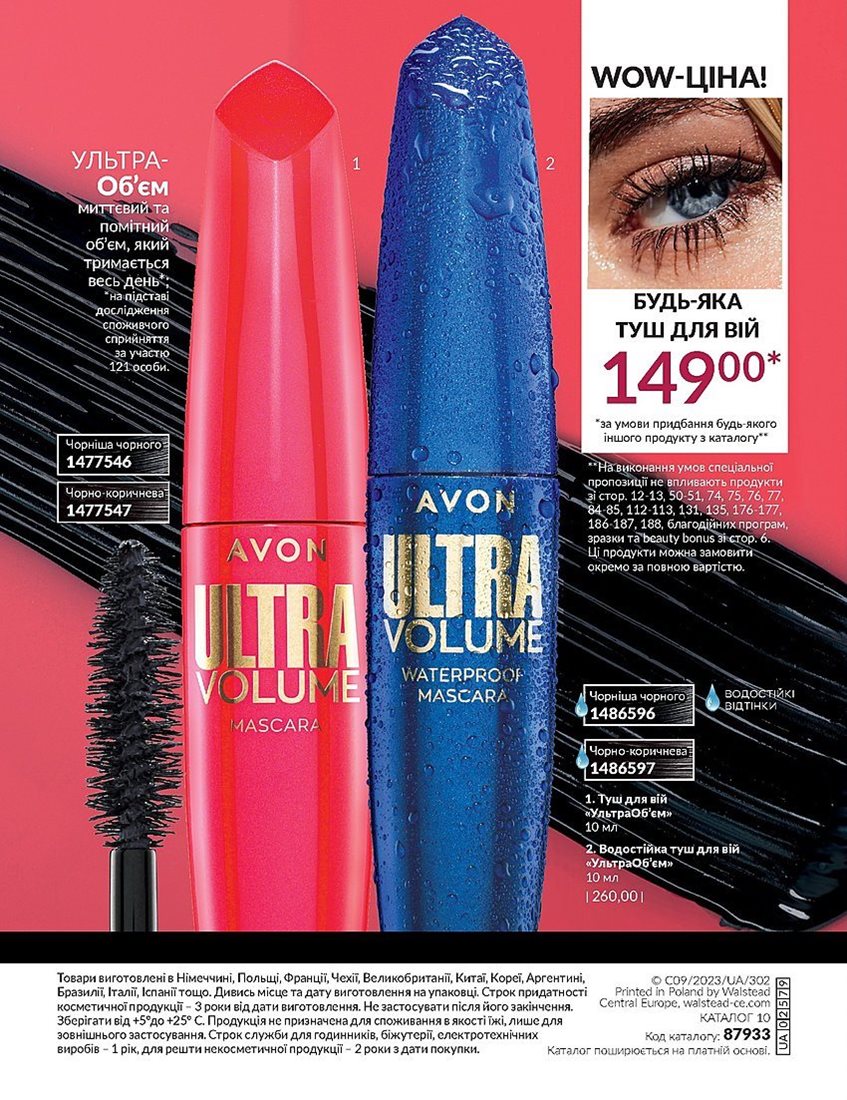 WOW-ЦІНА!
УЛЬТРА-
Об’єм
миттєвий та
помітний
об’єм, який
тримається
весь день*;
*на підставі
дослідження
споживчого
сприйняття
за участю
121 особи.
1
2
БУДЬ-ЯКА
ТУШ ДЛЯ ВІЙ
14900*
*за умови придбання будь-якого
іншого продукту з каталогу**
**На виконання умов спеціальної
пропозиції не впливають продукти
зі стор. 12-13, 50-51, 74, 75, 76, 77,
84-85, 112-113, 131, 135, 176-177,
186-187, 188, благодійних програм,
зразки та beauty bonus зі стор. 6.
Ці продукти можна замовити
окремо за повною вартістю.
Чорніша чорного
1477546
Чорно-коричнева
1477547
AVON
ULTRA
VOLUME
MASCARA
AVON
ULTRA
VOLUME
WATERPROOF
MASCARA
Чорніша чорного
1486596
ВОДОСТІЙКІ
ВІДТІНКИ
Чорно-коричнева
1486597
1. Туш для вій
«УльтраОб’єм»
10 мл
2. Водостійка туш для вій
«УльтраОб’єм»
10 мл
| 260,00 |
Товари виготовлені в Німеччині, Польщі, Франції, Чехії, Великобританії, Китаї, Кореї, Аргентині,
Бразилії, Італії, Іспанії тощо. Дивись місце та дату виготовлення на упаковці. Строк придатності
косметичної продукції – 3 роки від дати виготовлення. Не застосувати після його закінчення.
Зберігати від +5°до +25° С. Продукція не призначена для споживання в якості їжі, лише для
зовнішнього застосування. Строк служби для годинників, біжутерії, електротехнічних
виробів – 1 рік, для решти некосметичної продукції – 2 роки з дати покупки.
© C09/2023/UA/302
Printed in Poland by Walstead
Central Europe, walstead-ce.com
КАТАЛОГ 10
Код каталогу: 87933
Каталог поширюється на платній основі.
UA 02579